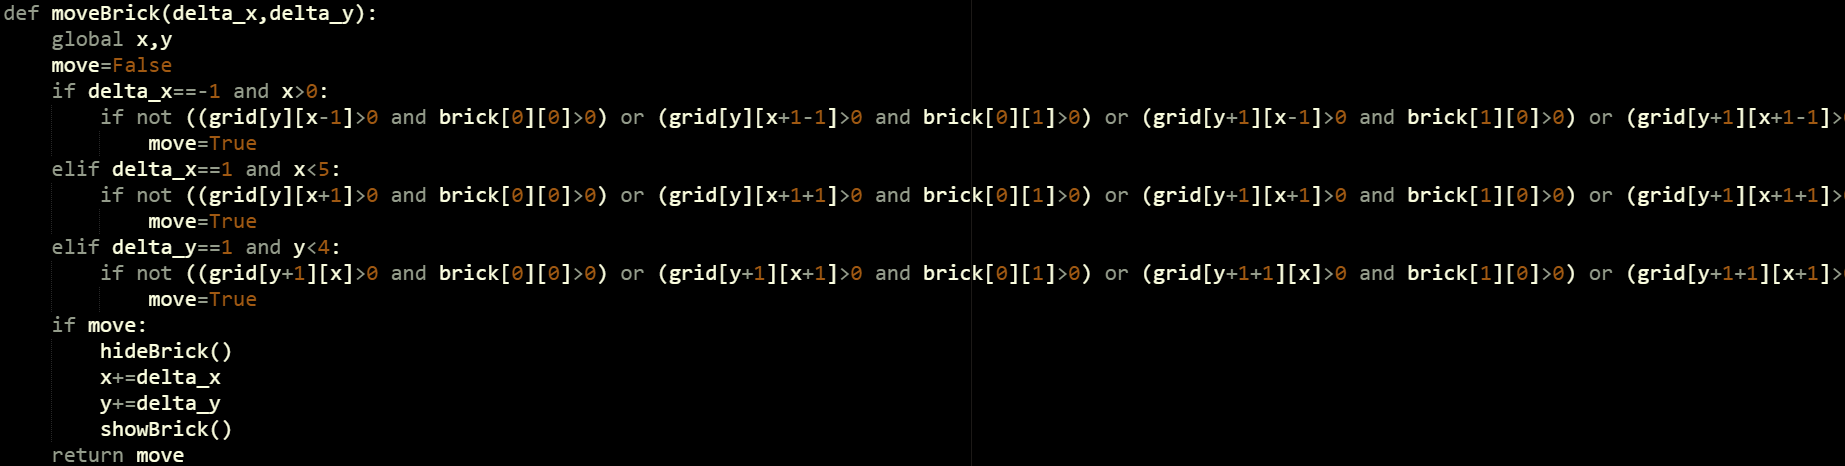 def moveBrick(delta_x,delta_y):
    global x,y
    move=False
    if delta_x==-1 and x>0:
        if not ((grid[y][x-1]>0 and brick[0][0]>0) or (grid[y][x+1-1]>0 and brick[0][1]>0) or (grid[y+1][x-1]>0 and brick[1][0]>0) or (grid[y+1][x+1-1]>
            move=True
    elif delta_x==1 and x<5:
        if not ((grid[y][x+1]>0 and brick[0][0]>0) or (grid[y][x+1+1]>0 and brick[0][1]>0) or (grid[y+1][x+1]>0 and brick[1][0]>0) or (grid[y+1][x+1+1]>
            move=True
    elif delta_y==1 and y<4:
        if not ((grid[y+1][x]>0 and brick[0][0]>0) or (grid[y+1][x+1]>0 and brick[0][1]>0) or (grid[y+1+1][x]>0 and brick[1][0]>0) or (grid[y+1+1][x+1]>
            move=True
    if move:
        hideBrick()
        x+=delta_x
        y+=delta_y
        showBrick()
    return move